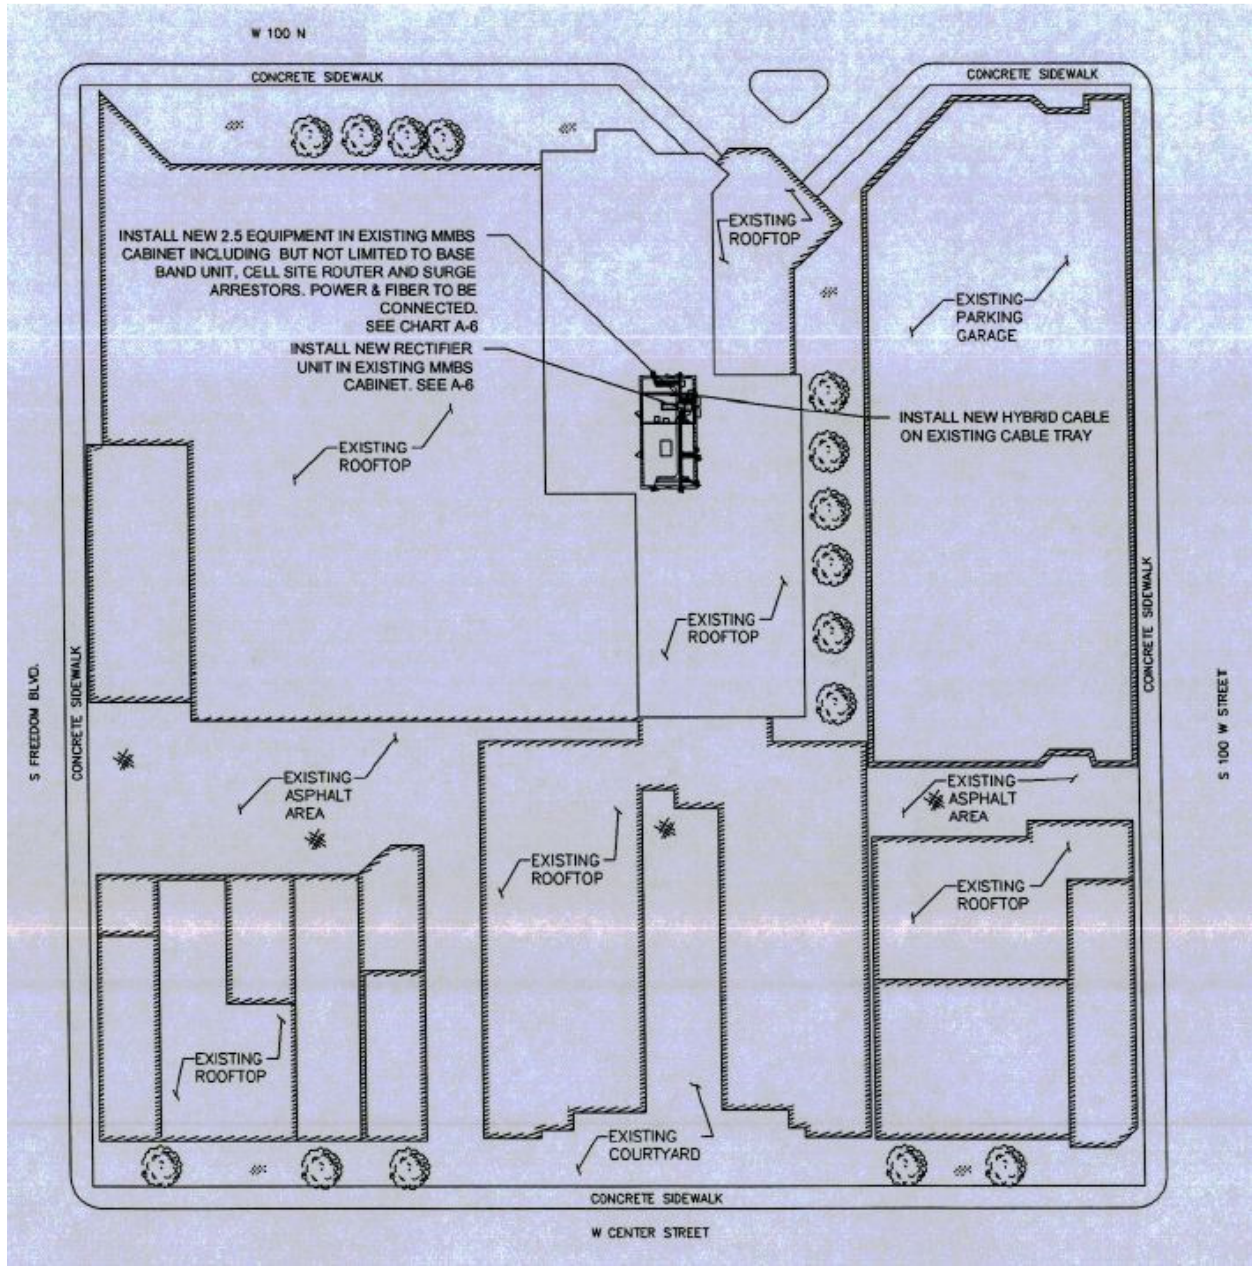 W 100 N
CONCRETE SIDEWALK
CONCRETE SIDEWALK
EXISTING
ROOFTOP
INSTALL NEW 2.5 EQUIPMENT IN EXISTING MMBS
CABINET INCLUDING BUT NOT LIMITED TO BASE
BAND UNIT, CELL SITE ROUTER AND SURGE
ARRESTORS. POWER & FIBER TO BE
CONNECTED.
SEE CHART A-6
EXISTING
PARKING
GARAGE
INSTALL NEW RECTIFIER
UNIT IN EXISTING MMBS
CABINET. SEE A-6
INSTALL NEW HYBRID CABLE
ON EXISTING CABLE TRAY
EXISTING
ROOFTOP
EXISTING
ROOFTOP
S FREEDOM BLVD.
CONCRETE SIDEWALK
CONCRETE SIDEWALK
S 100 W STREET
EXISTING
ASPHALT
AREA
EXISTING
ASPHALT
AREA
EXISTING
ROOFTOP
EXISTING
ROOFTOP
EXISTING
ROOFTOP
EXISTING
COURTYARD
CONCRETE SIDEWALK
W CENTER STREET